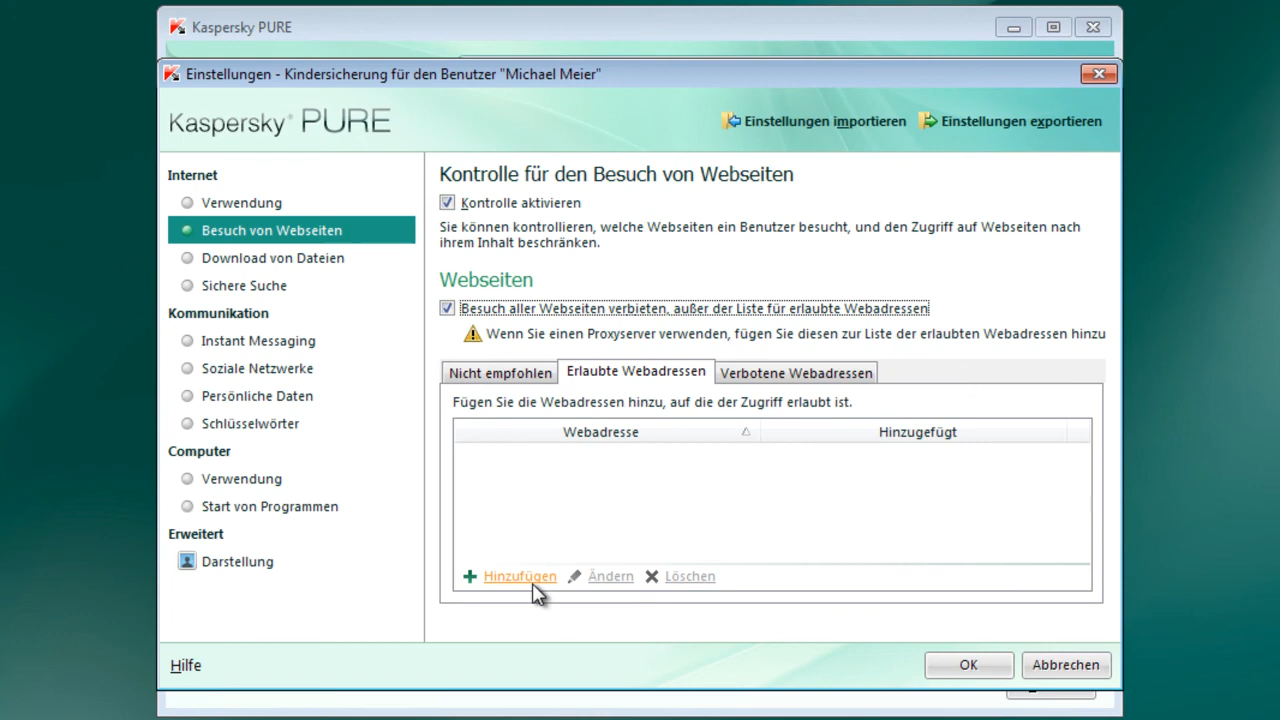 Kaspersky PURE
Einstellungen - Kindersicherung für den Benutzer "Michael Meier"
Kaspersky PURE
Einstellungen importieren
Einstellungen exportieren
Internet
Verwendung
Besuch von Webseiten
Download von Dateien
Sichere Suche
Kommunikation
Instant Messaging
Soziale Netzwerke
Persönliche Daten
Schlüsselwörter
Computer
Verwendung
Start von Programmen
Erweitert
Darstellung
Kontrolle für den Besuch von Webseiten
Kontrolle aktivieren
Sie können kontrollieren, welche Webseiten ein Benutzer besucht, und den Zugriff auf Webseiten nach
ihrem Inhalt beschränken.
Webseiten
Besuch aller Webseiten verbieten, außer der Liste für erlaubte Webadressen
Wenn Sie einen Proxyserver verwenden, fügen Sie diesen zur Liste der erlaubten Webadressen hinzu
Nicht empfohlen
Erlaubte Webadressen
Verbotene Webadressen
Fügen Sie die Webadressen hinzu, auf die der Zugriff erlaubt ist.
Webadresse
Hinzugefügt
Hinzufügen
Ändern
Löschen
Hilfe
OK
Abbrechen